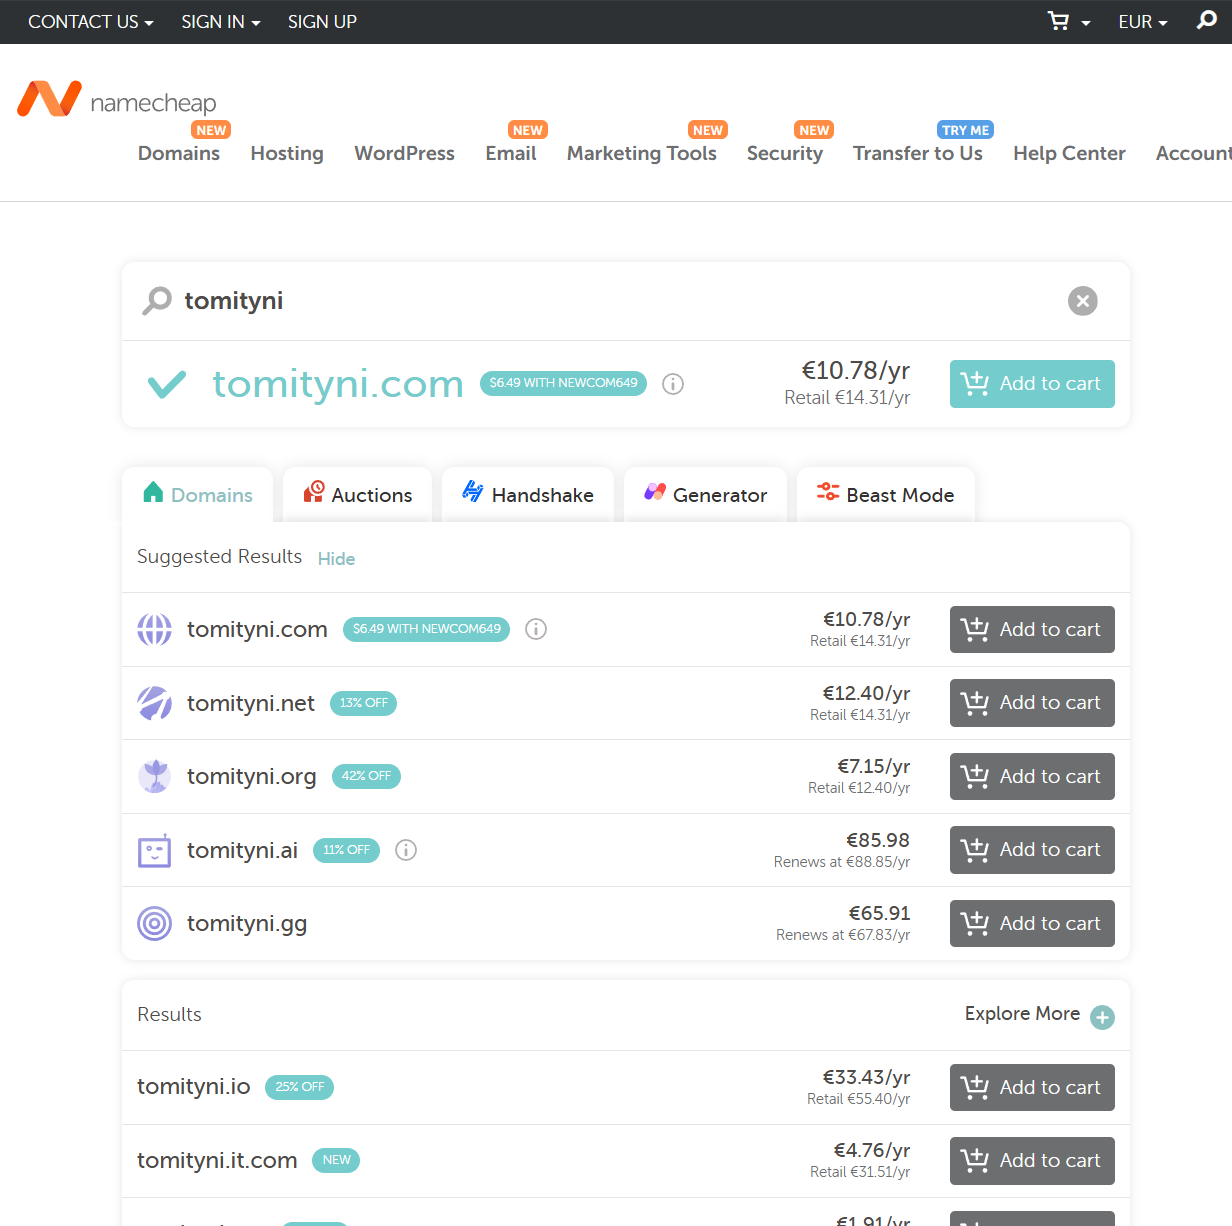 CONTACT US SIGN IN SIGN UP EUR
namecheap
NEW NEW NEW NEW TRY ME
Domains Hosting WordPress Email Marketing Tools Security Transfer to Us Help Center Account
tomityni
tomityni.com $6.49 WITH NEWCOM649 €10.78/yr Add to cart
Retail €14.31/yr
Domains Auctions Handshake Generator Beast Mode
Suggested Results Hide
tomityni.com $6.49 WITH NEWCOM649 €10.78/yr Add to cart
Retail €14.31/yr
tomityni.net 13% OFF €12.40/yr Add to cart
Retail €14.31/yr
tomityni.org 42% OFF €7.15/yr Add to cart
Retail €12.40/yr
tomityni.ai 11% OFF €85.98 Add to cart
Renews at €88.85/yr
tomityni.gg €65.91 Add to cart
Renews at €67.83/yr
Results Explore More
tomityni.io 25% OFF €33.43/yr Add to cart
Retail €55.40/yr
tomityni.it.com NEW €4.76/yr Add to cart
Retail €31.51/yr
€1.91/yr